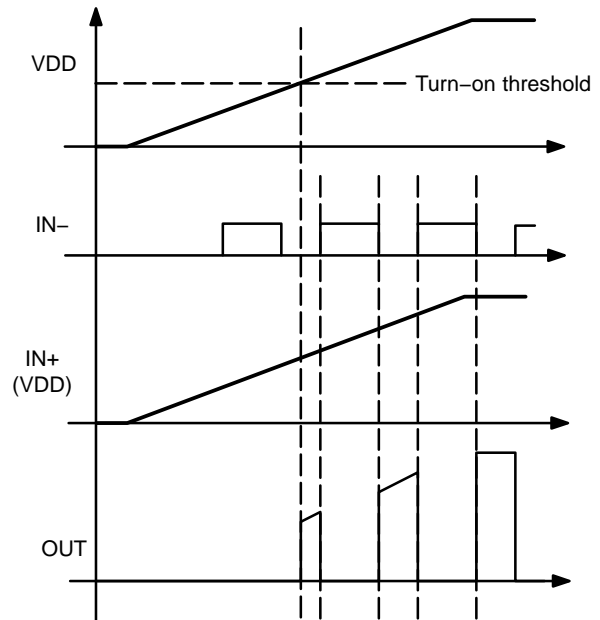 VDD
Turn−on threshold
IN−
IN+
(VDD)
OUT